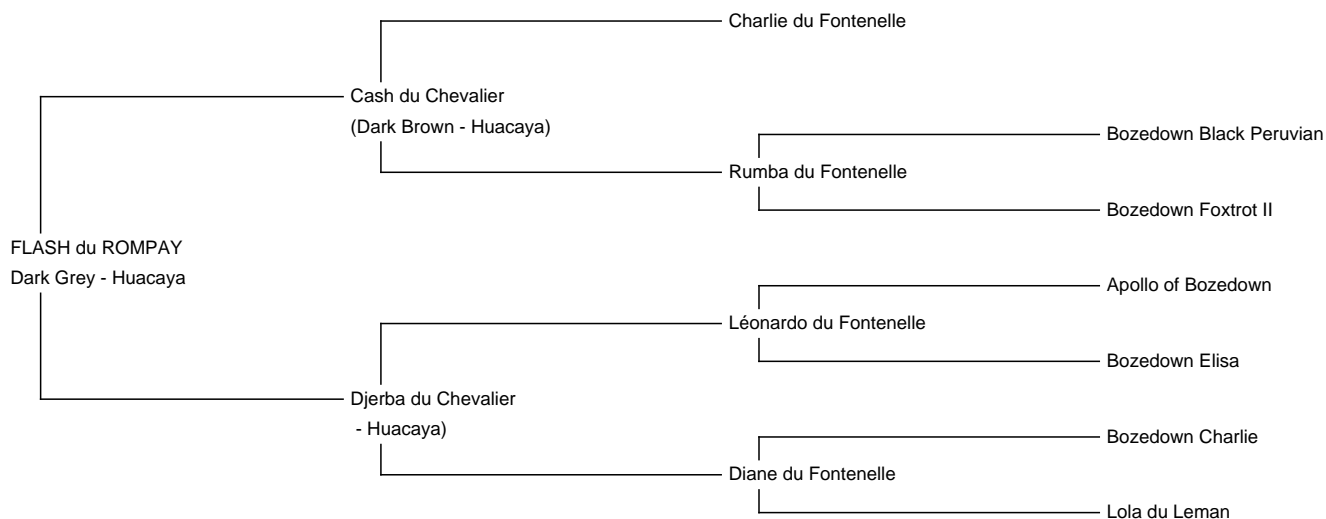 Charlie du Fontenelle
Cash du Chevalier
(Dark Brown - Huacaya)
Bozedown Black Peruvian
Rumba du Fontenelle
Bozedown Foxtrot II
FLASH du ROMPAY
Dark Grey - Huacaya
Apollo of Bozedown
Léonardo du Fontenelle
Bozedown Elisa
Djerba du Chevalier
- Huacaya)
Bozedown Charlie
Diane du Fontenelle
Lola du Leman